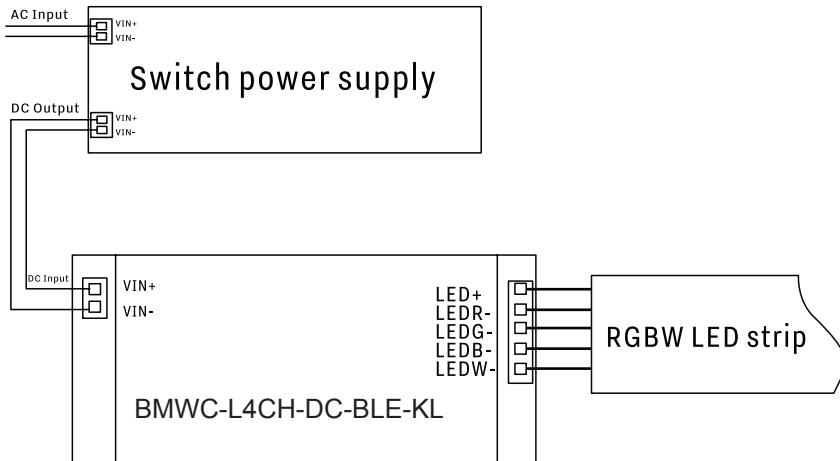 AC Input
VIN+
VIN-
Switch power supply
DC Output
VIN+
VIN-
DC Input
VIN+
VIN-
LED+
LEDR-
LEDG-
LEDB-
LEDW-
RGBW LED strip
BMWC-L4CH-DC-BLE-KL